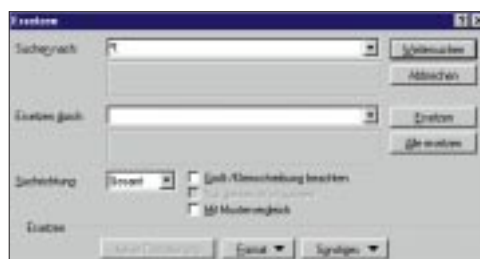 Ersetzen
Suchen nach: Weitersuchen
Abbrechen
Ersetzen durch: Ersetzen
Alle ersetzen
Suchrichtung: Gesamt Groß-/Kleinschreibung beachten
Mit Mustervergleich
Ersetzen
Format Sonstiges